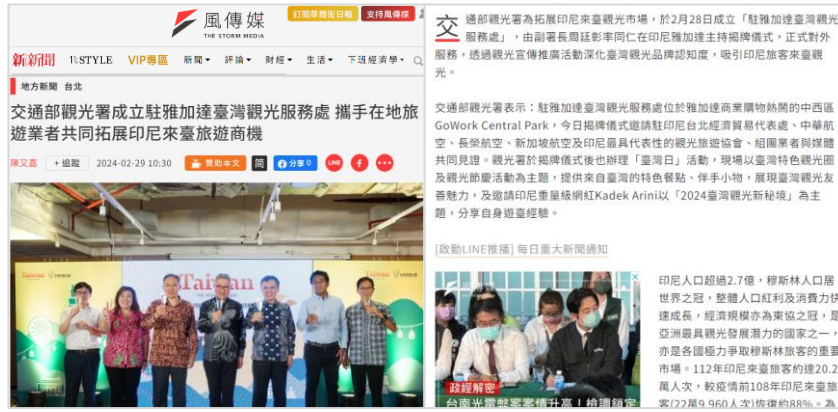 風傳媒
THE STORM MEDIA
訂閱華爾街日報
支持風傳媒
新新聞 VIP專區 新聞 評論 財經 生活 下班經濟學
地方新聞 台北
交通部觀光署成立駐雅加達臺灣觀光服務處 攜手在地旅
遊業者共同拓展印尼來臺旅遊商機
陳又嘉 +追蹤 2024-02-29 10:30 贊助本文 简 分享 0
LINE
Taiwan
Taiwan
Taiwan
交通部觀光署為拓展印尼來臺觀光市場,於2月28日成立「駐雅加達臺灣觀光
服務處」,由副署長周廷彰率同仁在印尼雅加達主持揭牌儀式,正式對外
服務,透過觀光宣傳推廣活動深化臺灣觀光品牌認知度,吸引印尼旅客來臺觀
光。
交通部觀光署表示:駐雅加達臺灣觀光服務處位於雅加達商業購物熱鬧的中西區
GoWork Central Park,今日揭牌儀式邀請駐印尼台北經濟貿易代表處、中華航
空、長榮航空、新加坡航空及印尼最具代表性的觀光旅遊協會、組團業者與媒體
共同見證。觀光署於揭牌儀式後也辦理「臺灣日」活動,現場以臺灣特色觀光圈
及觀光節慶活動為主題,提供來自臺灣的特色餐點、伴手小物,展現臺灣觀光友
善魅力,及邀請印尼重量級網紅Kadek Arini以「2024臺灣觀光新秘境」為主
題,分享自身遊臺經驗。
[啟動LINE推播] 每日重大新聞通知
政經解密
台南光電弊案案情升高!檢調鎖定
印尼人口超過2.7億,穆斯林人口居
世界之冠,整體人口紅利及消費力快
速成長,經濟規模亦為東協之冠,是
亞洲最具觀光發展潛力的國家之一,
亦是各國極力爭取穆斯林旅客的重要
市場。112年印尼來臺旅客約達20.2
萬人次,較疫情前108年印尼來臺旅
客(22萬9,960人次)恢復約88%。為